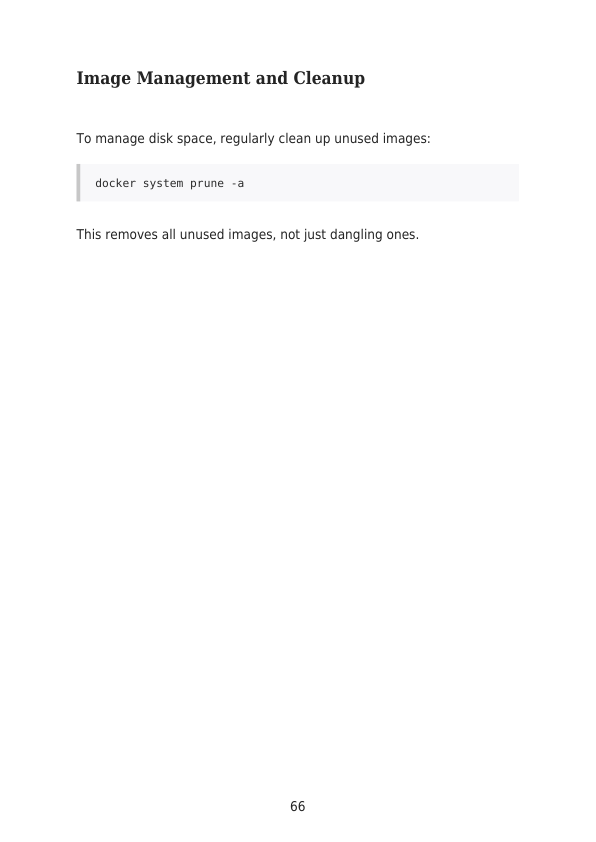 Image Management and Cleanup
To manage disk space, regularly clean up unused images:
docker system prune -a
This removes all unused images, not just dangling ones.
66